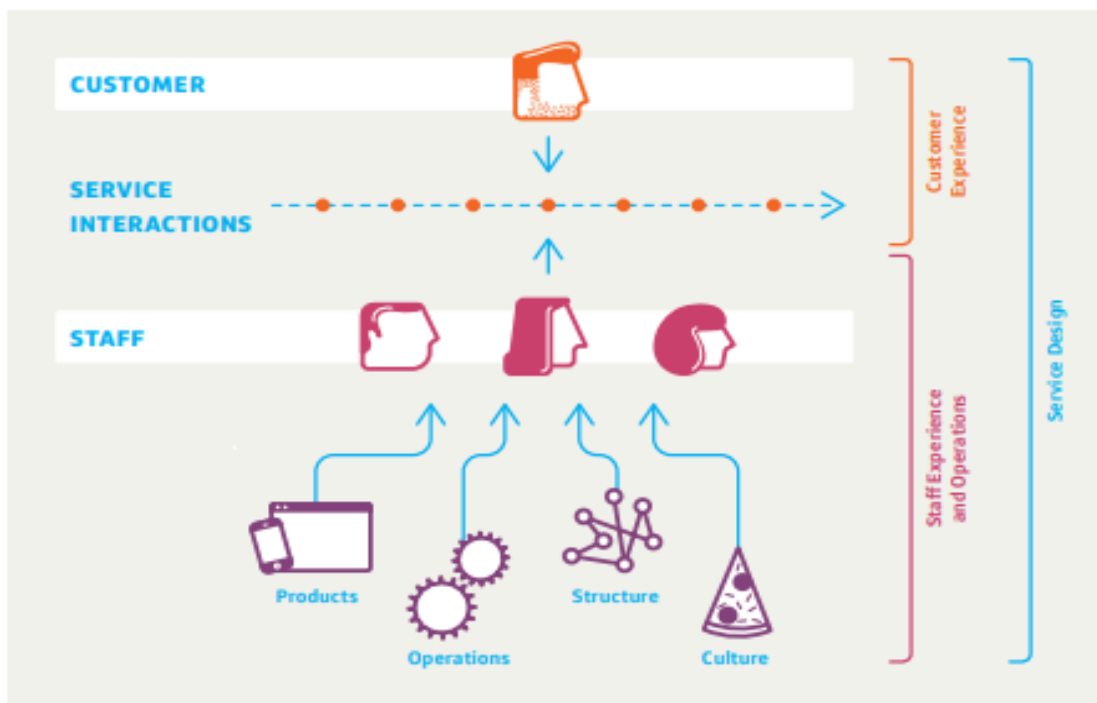 CUSTOMER
SERVICE
INTERACTIONS
STAFF
Products
Operations
Structure
Culture
Customer
Experience
Staff Experience
and Operations
Service Design